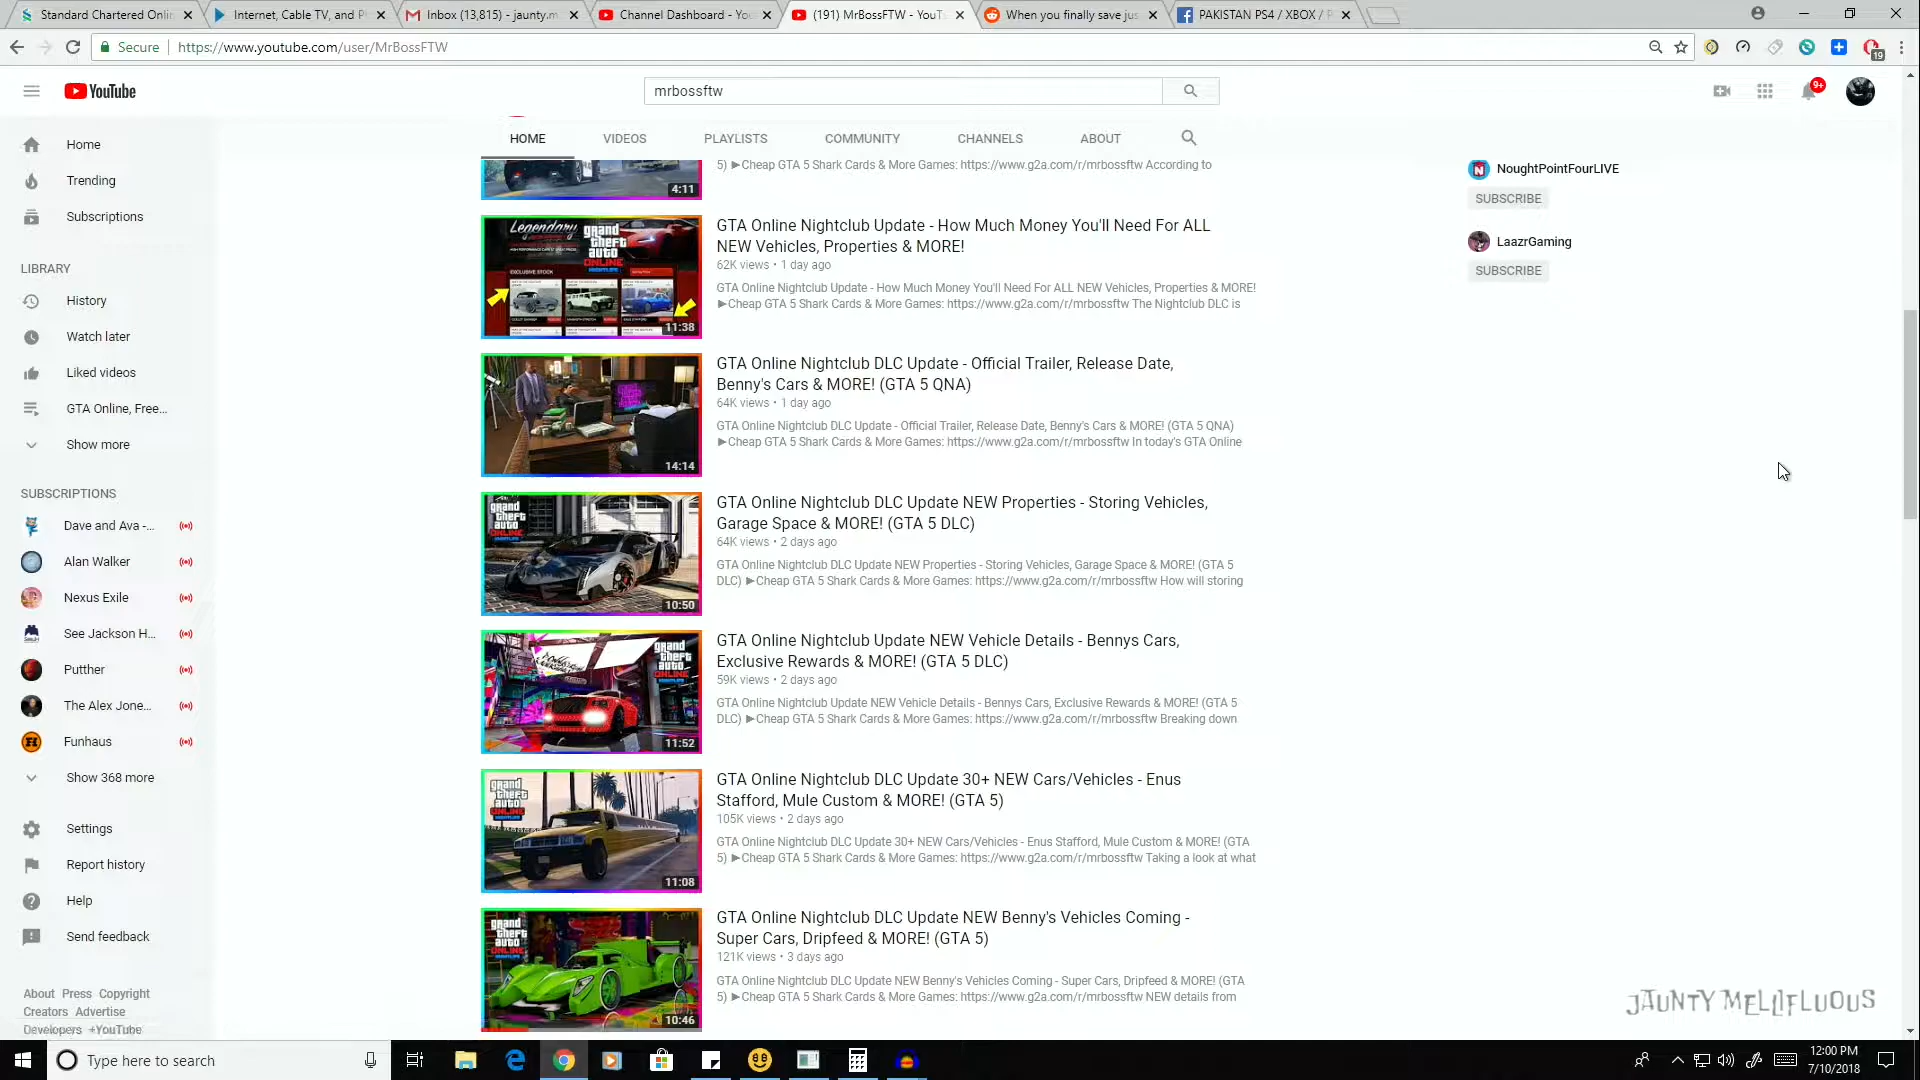 Standard Chartered Onlin
Internet, Cable TV, and P
Inbox (13,815) - jaunty.m
Channel Dashboard - You
(191) MrBossFTW - YouT
When you finally save jus
PAKISTAN PS4 / XBOX / P
Secure
https://www.youtube.com/user/MrBossFTW
19
YouTube
mrbossftw
9+
HOME
VIDEOS
PLAYLISTS
COMMUNITY
CHANNELS
ABOUT
Home
Trending
Subscriptions
LIBRARY
History
Watch later
Liked videos
GTA Online, Free...
Show more
SUBSCRIPTIONS
Dave and Ava -...
Alan Walker
Nexus Exile
See Jackson H...
Putther
The Alex Jone...
Funhaus
Show 368 more
Settings
Report history
Help
Send feedback
About Press Copyright
Creators Advertise
Developers +YouTube
4:11
5) ►Cheap GTA 5 Shark Cards & More Games: https://www.g2a.com/r/mrbossftw According to
Legendary
grand
theft
auto
ONLINE
EXCLUSIVE STOCK
11:38
GTA Online Nightclub Update - How Much Money You'll Need For ALL
NEW Vehicles, Properties & MORE!
62K views • 1 day ago
GTA Online Nightclub Update - How Much Money You'll Need For ALL NEW Vehicles, Properties & MORE!
►Cheap GTA 5 Shark Cards & More Games: https://www.g2a.com/r/mrbossftw The Nightclub DLC is
14:14
GTA Online Nightclub DLC Update - Official Trailer, Release Date,
Benny's Cars & MORE! (GTA 5 QNA)
64K views • 1 day ago
GTA Online Nightclub DLC Update - Official Trailer, Release Date, Benny's Cars & MORE! (GTA 5 QNA)
►Cheap GTA 5 Shark Cards & More Games: https://www.g2a.com/r/mrbossftw In today's GTA Online
grand
theft
auto
10:50
GTA Online Nightclub DLC Update NEW Properties - Storing Vehicles,
Garage Space & MORE! (GTA 5 DLC)
64K views • 2 days ago
GTA Online Nightclub DLC Update NEW Properties - Storing Vehicles, Garage Space & MORE! (GTA 5
DLC) ►Cheap GTA 5 Shark Cards & More Games: https://www.g2a.com/r/mrbossftw How will storing
grand
theft
auto
11:52
GTA Online Nightclub Update NEW Vehicle Details - Bennys Cars,
Exclusive Rewards & MORE! (GTA 5 DLC)
59K views • 2 days ago
GTA Online Nightclub Update NEW Vehicle Details - Bennys Cars, Exclusive Rewards & MORE! (GTA 5
DLC) ►Cheap GTA 5 Shark Cards & More Games: https://www.g2a.com/r/mrbossftw Breaking down
grand
theft
auto
11:08
GTA Online Nightclub DLC Update 30+ NEW Cars/Vehicles - Enus
Stafford, Mule Custom & MORE! (GTA 5)
105K views • 2 days ago
GTA Online Nightclub DLC Update 30+ NEW Cars/Vehicles - Enus Stafford, Mule Custom & MORE! (GTA
5) ►Cheap GTA 5 Shark Cards & More Games: https://www.g2a.com/r/mrbossftw Taking a look at what
grand
theft
auto
10:46
GTA Online Nightclub DLC Update NEW Benny's Vehicles Coming -
Super Cars, Dripfeed & MORE! (GTA 5)
121K views • 3 days ago
GTA Online Nightclub DLC Update NEW Benny's Vehicles Coming - Super Cars, Dripfeed & MORE! (GTA
5) ►Cheap GTA 5 Shark Cards & More Games: https://www.g2a.com/r/mrbossftw NEW details from
NoughtPointFourLIVE
SUBSCRIBE
LaazrGaming
SUBSCRIBE
JAUNTY MELLIFLUOUS
Type here to search
12:00 PM
7/10/2018